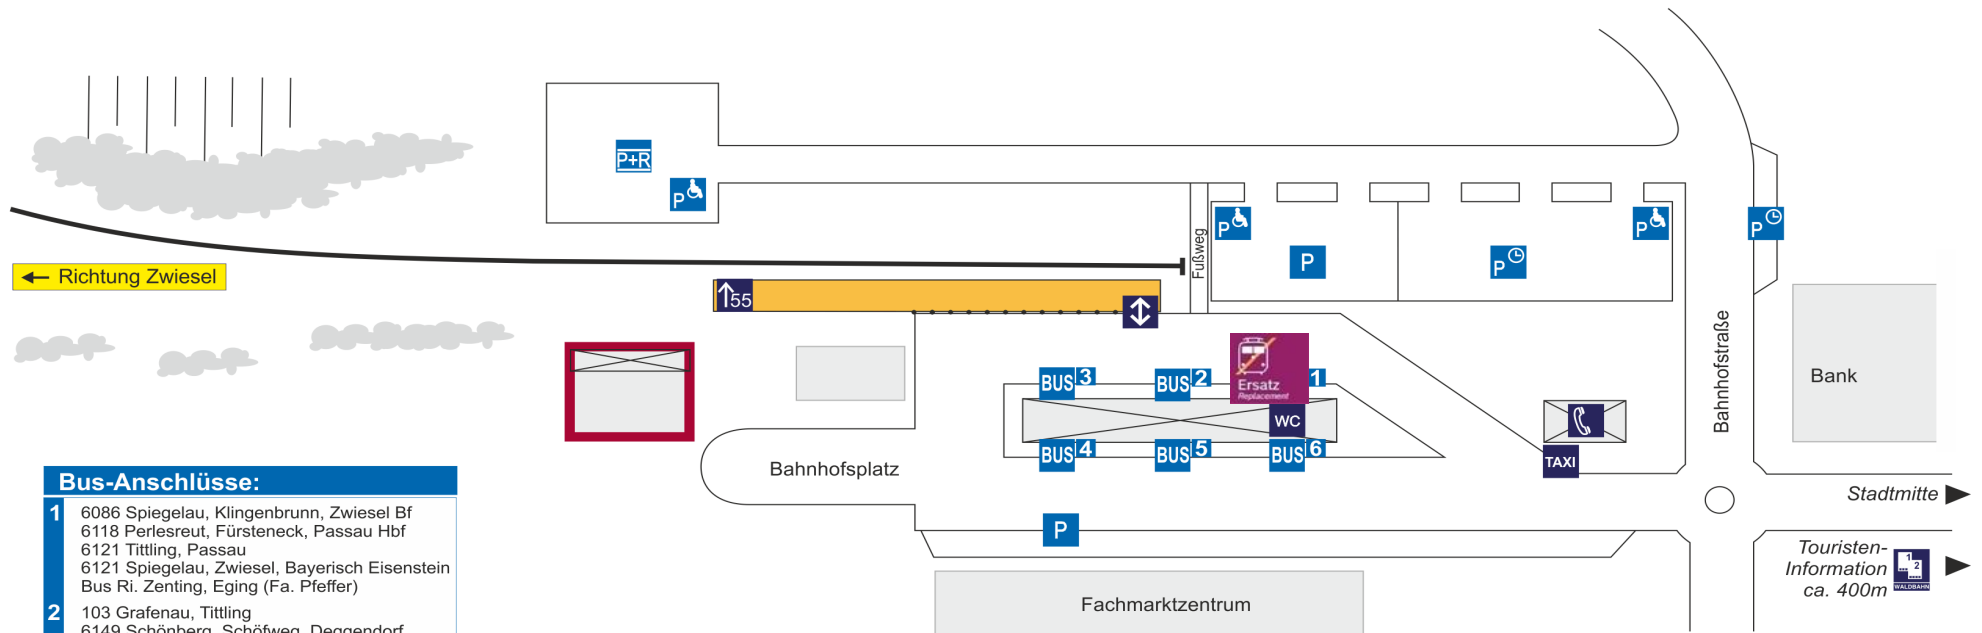 P+R
P
Richtung Zwiesel
55
Fußweg
P
P
P
P
P
Bahnhofstraße
Bank
BUS 3
BUS 2
Ersatz
Replacement
1
WC
BUS 4
BUS 5
BUS 6
TAXI
Bahnhofsplatz
P
Stadtmitte
Touristen-
Information
ca. 400m
1
2
WALDBAHN
Fachmarktzentrum
Bus-Anschlüsse:
1 6086 Spiegelau, Klingenbrunn, Zwiesel Bf
6118 Perlesreut, Fürsteneck, Passau Hbf
6121 Tittling, Passau
6121 Spiegelau, Zwiesel, Bayerisch Eisenstein
Bus Ri. Zenting, Eging (Fa. Pfeffer)
2 103 Grafenau, Tittling
6149 Schönberg, Schöfweg, Deggendorf